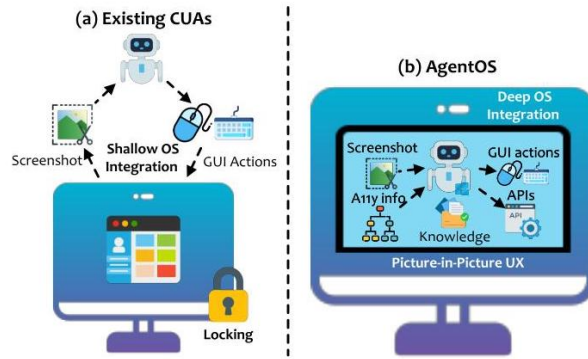 (a) Existing CUAs
Screenshot
Shallow OS
Integration
GUI Actions
Locking
(b) AgentOS
Deep OS
Integration
Screenshot
GUI actions
A11y info
APIs
API
Knowledge
Picture-in-Picture UX